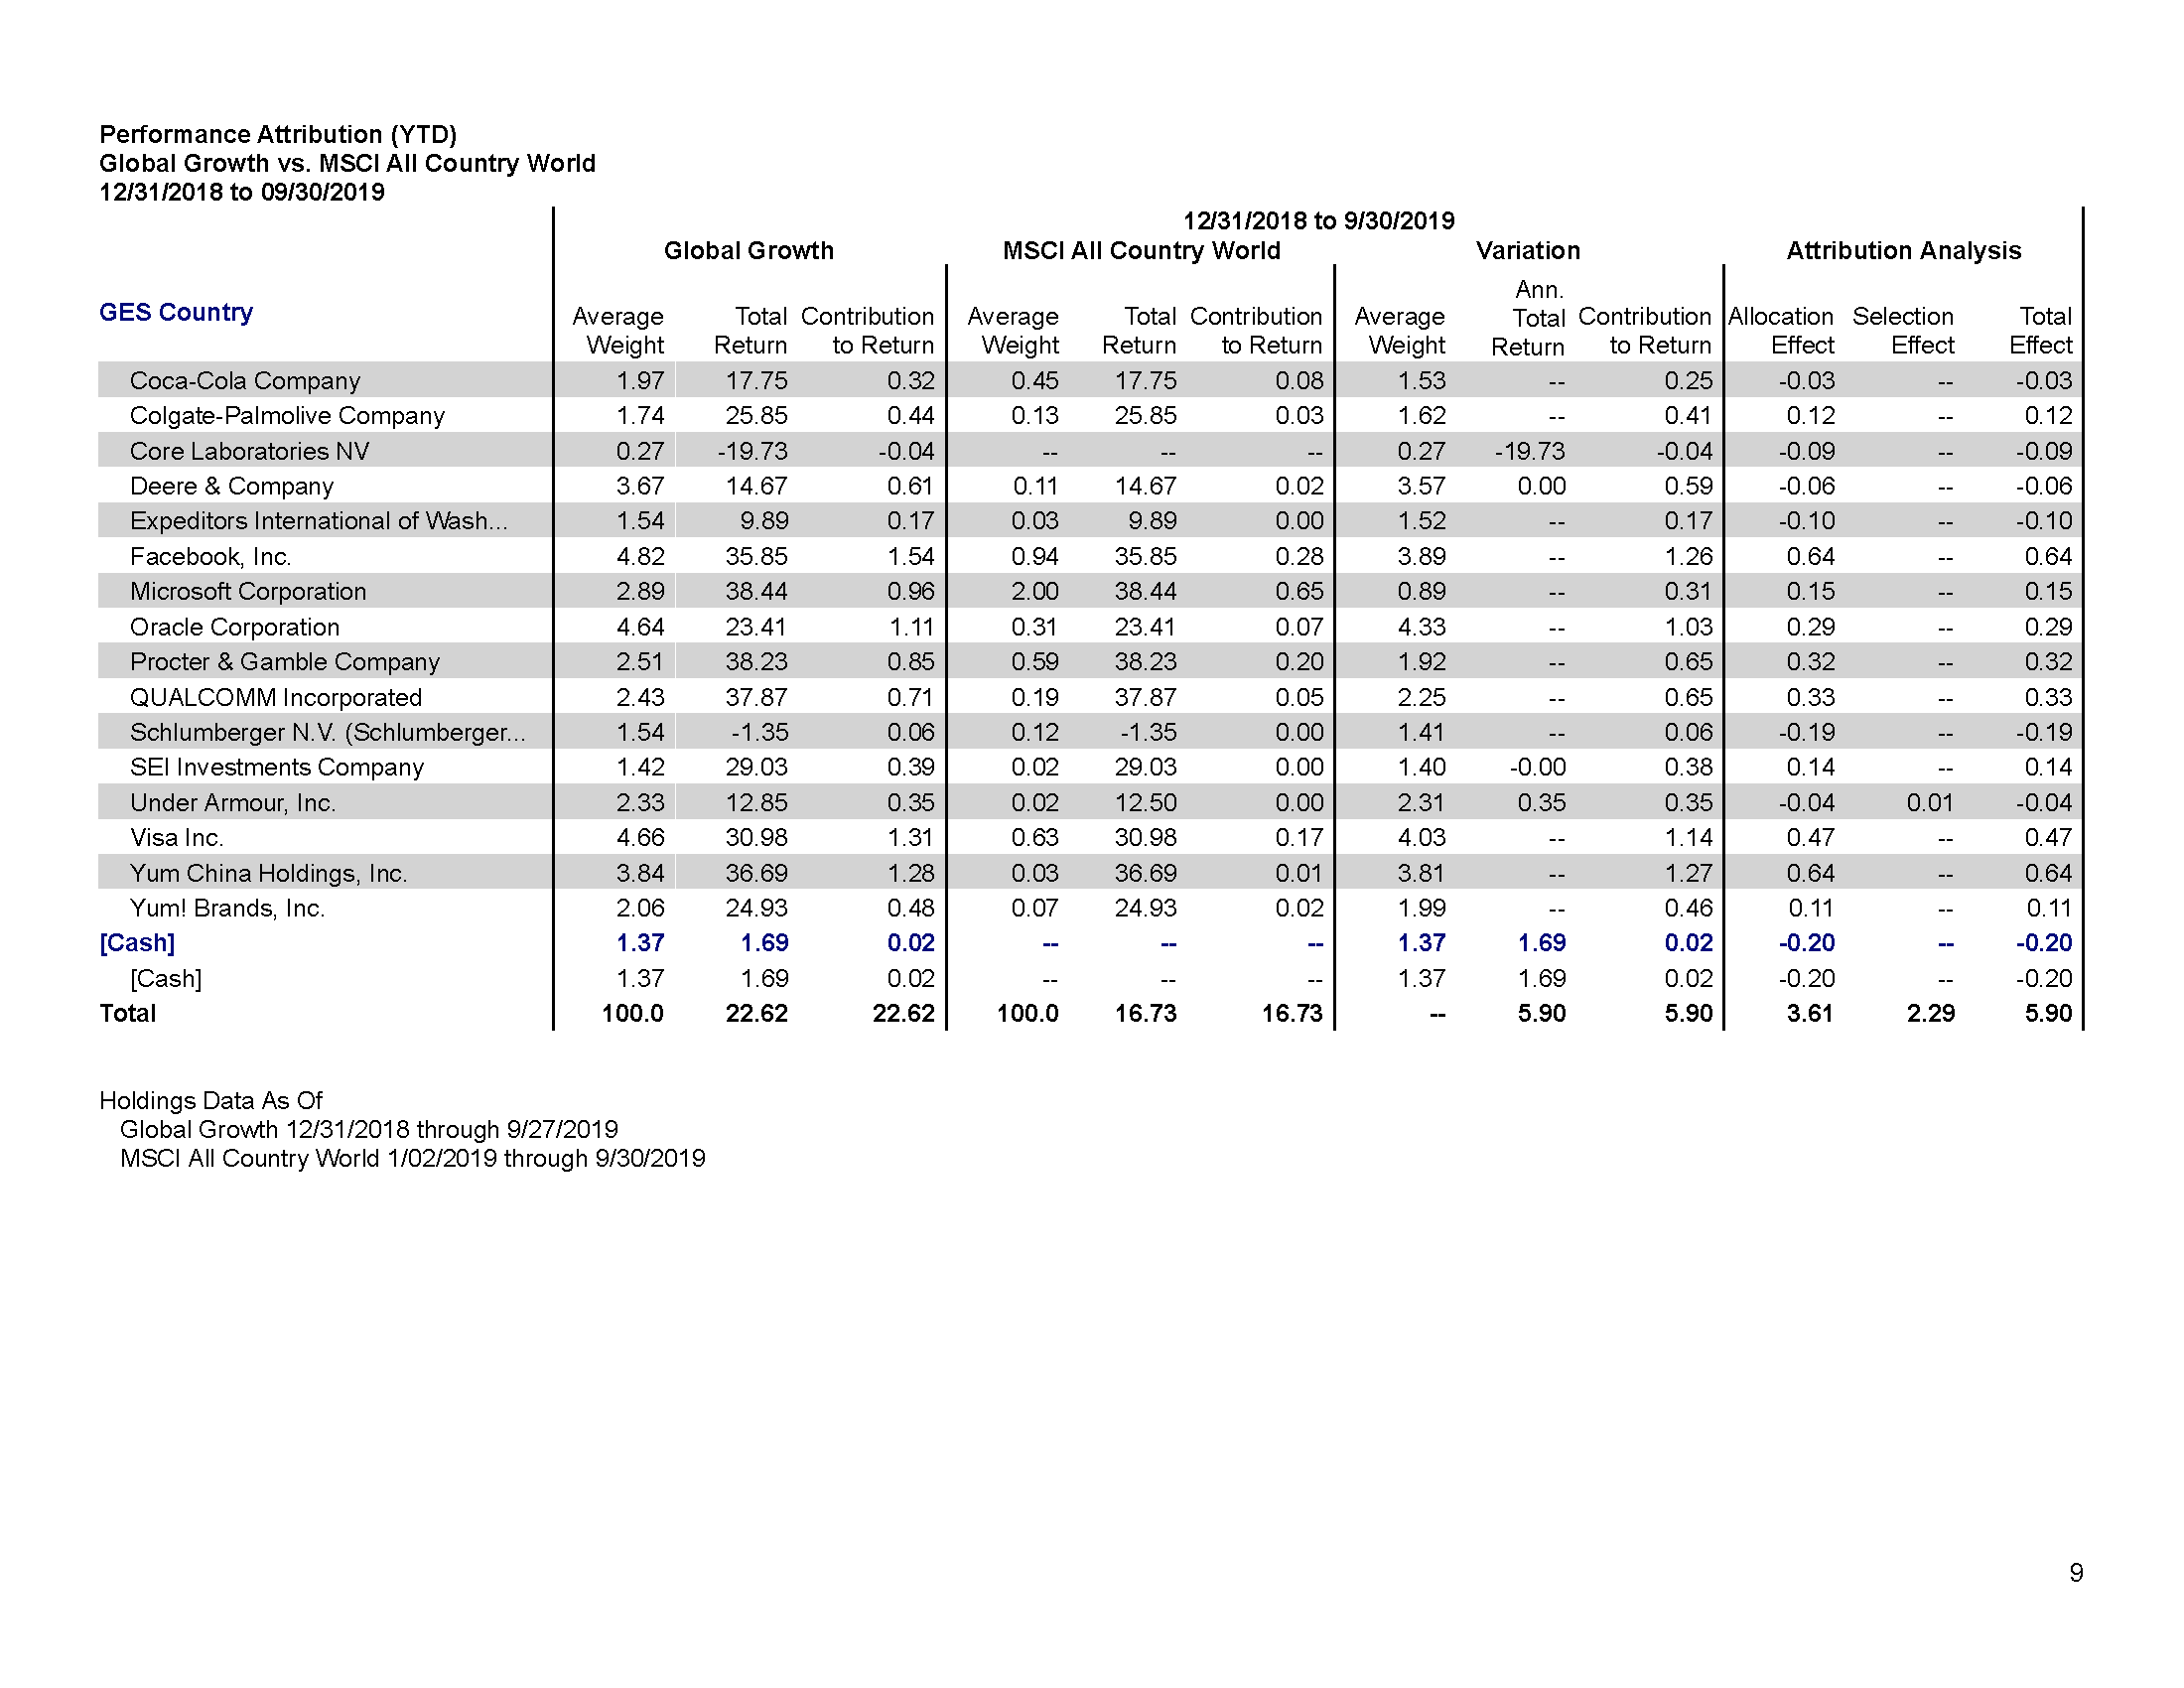 Performance Attribution (YTD)
Global Growth vs. MSCI All Country World
12/31/2018 to 09/30/2019
12/31/2018 to 9/30/2019
Global Growth MSCI All Country World Variation Attribution Analysis
GES Country Average Weight Total Return Contribution to Return Average Weight Total Return Contribution to Return Average Weight Ann. Total Return Contribution to Return Allocation Effect Selection Effect Total Effect
Coca-Cola Company 1.97 17.75 0.32 0.45 17.75 0.08 1.53 -- 0.25 -0.03 -- -0.03
Colgate-Palmolive Company 1.74 25.85 0.44 0.13 25.85 0.03 1.62 -- 0.41 0.12 -- 0.12
Core Laboratories NV 0.27 -19.73 -0.04 -- -- -- 0.27 -19.73 -0.04 -0.09 -- -0.09
Deere & Company 3.67 14.67 0.61 0.11 14.67 0.02 3.57 0.00 0.59 -0.06 -- -0.06
Expeditors International of Wash... 1.54 9.89 0.17 0.03 9.89 0.00 1.52 -- 0.17 -0.10 -- -0.10
Facebook, Inc. 4.82 35.85 1.54 0.94 35.85 0.28 3.89 -- 1.26 0.64 -- 0.64
Microsoft Corporation 2.89 38.44 0.96 2.00 38.44 0.65 0.89 -- 0.31 0.15 -- 0.15
Oracle Corporation 4.64 23.41 1.11 0.31 23.41 0.07 4.33 -- 1.03 0.29 -- 0.29
Procter & Gamble Company 2.51 38.23 0.85 0.59 38.23 0.20 1.92 -- 0.65 0.32 -- 0.32
QUALCOMM Incorporated 2.43 37.87 0.71 0.19 37.87 0.05 2.25 -- 0.65 0.33 -- 0.33
Schlumberger N.V. (Schlumberger... 1.54 -1.35 0.06 0.12 -1.35 0.00 1.41 -- 0.06 -0.19 -- -0.19
SEI Investments Company 1.42 29.03 0.39 0.02 29.03 0.00 1.40 -0.00 0.38 0.14 -- 0.14
Under Armour, Inc. 2.33 12.85 0.35 0.02 12.50 0.00 2.31 0.35 0.35 -0.04 0.01 -0.04
Visa Inc. 4.66 30.98 1.31 0.63 30.98 0.17 4.03 -- 1.14 0.47 -- 0.47
Yum China Holdings, Inc. 3.84 36.69 1.28 0.03 36.69 0.01 3.81 -- 1.27 0.64 -- 0.64
Yum! Brands, Inc. 2.06 24.93 0.48 0.07 24.93 0.02 1.99 -- 0.46 0.11 -- 0.11
[Cash] 1.37 1.69 0.02 -- -- -- 1.37 1.69 0.02 -0.20 -- -0.20
[Cash] 1.37 1.69 0.02 -- -- -- 1.37 1.69 0.02 -0.20 -- -0.20
Total 100.0 22.62 22.62 100.0 16.73 16.73 -- 5.90 5.90 3.61 2.29 5.90
Holdings Data As Of
Global Growth 12/31/2018 through 9/27/2019
MSCI All Country World 1/02/2019 through 9/30/2019
9